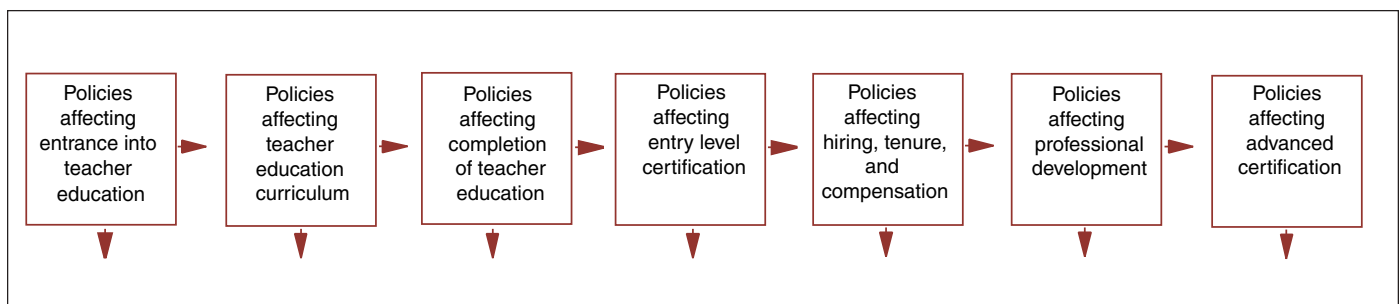 Policies
affecting
entrance into
teacher
education
Policies
affecting
teacher
education
curriculum
Policies
affecting
completion
of teacher
education
Policies
affecting
entry level
certification
Policies
affecting
hiring, tenure,
and
compensation
Policies
affecting
professional
development
Policies
affecting
advanced
certification